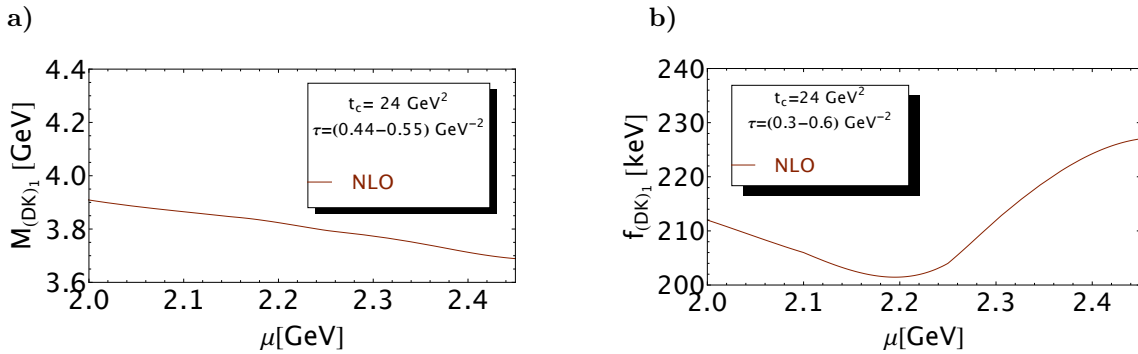 a)
4.4
4.2
4.0
3.8
3.6
M(DK)1 [GeV]
tc= 24 GeV²
τ=(0.44−0.55) GeV⁻²
NLO
2.0 2.1 2.2 2.3 2.4
μ[GeV]
b)
240
230
220
210
200
f(DK)1 [keV]
tc=24 GeV²
τ=(0.3−0.6) GeV⁻²
NLO
2.0 2.1 2.2 2.3 2.4
μ[GeV]